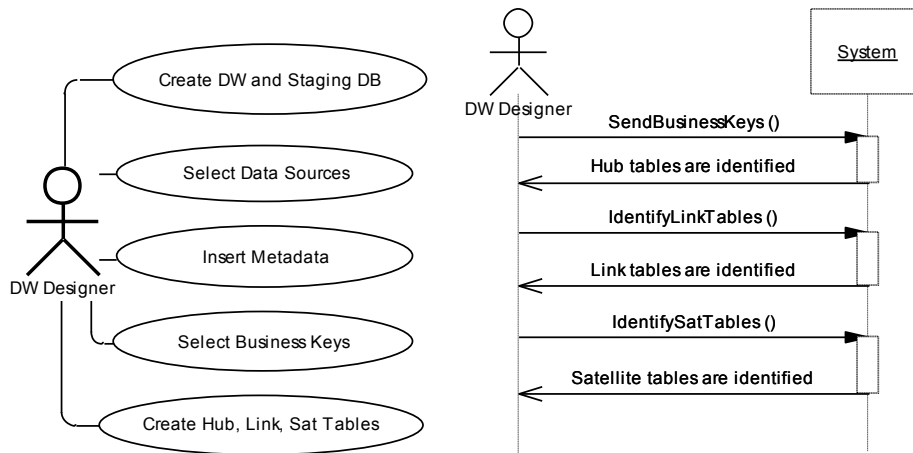 Create DW and Staging DB
Select Data Sources
Insert Metadata
DW Designer
Select Business Keys
Create Hub, Link, Sat Tables
System
DW Designer
SendBusinessKeys ()
Hub tables are identified
IdentifyLinkTables ()
Link tables are identified
IdentifySatTables ()
Satellite tables are identified